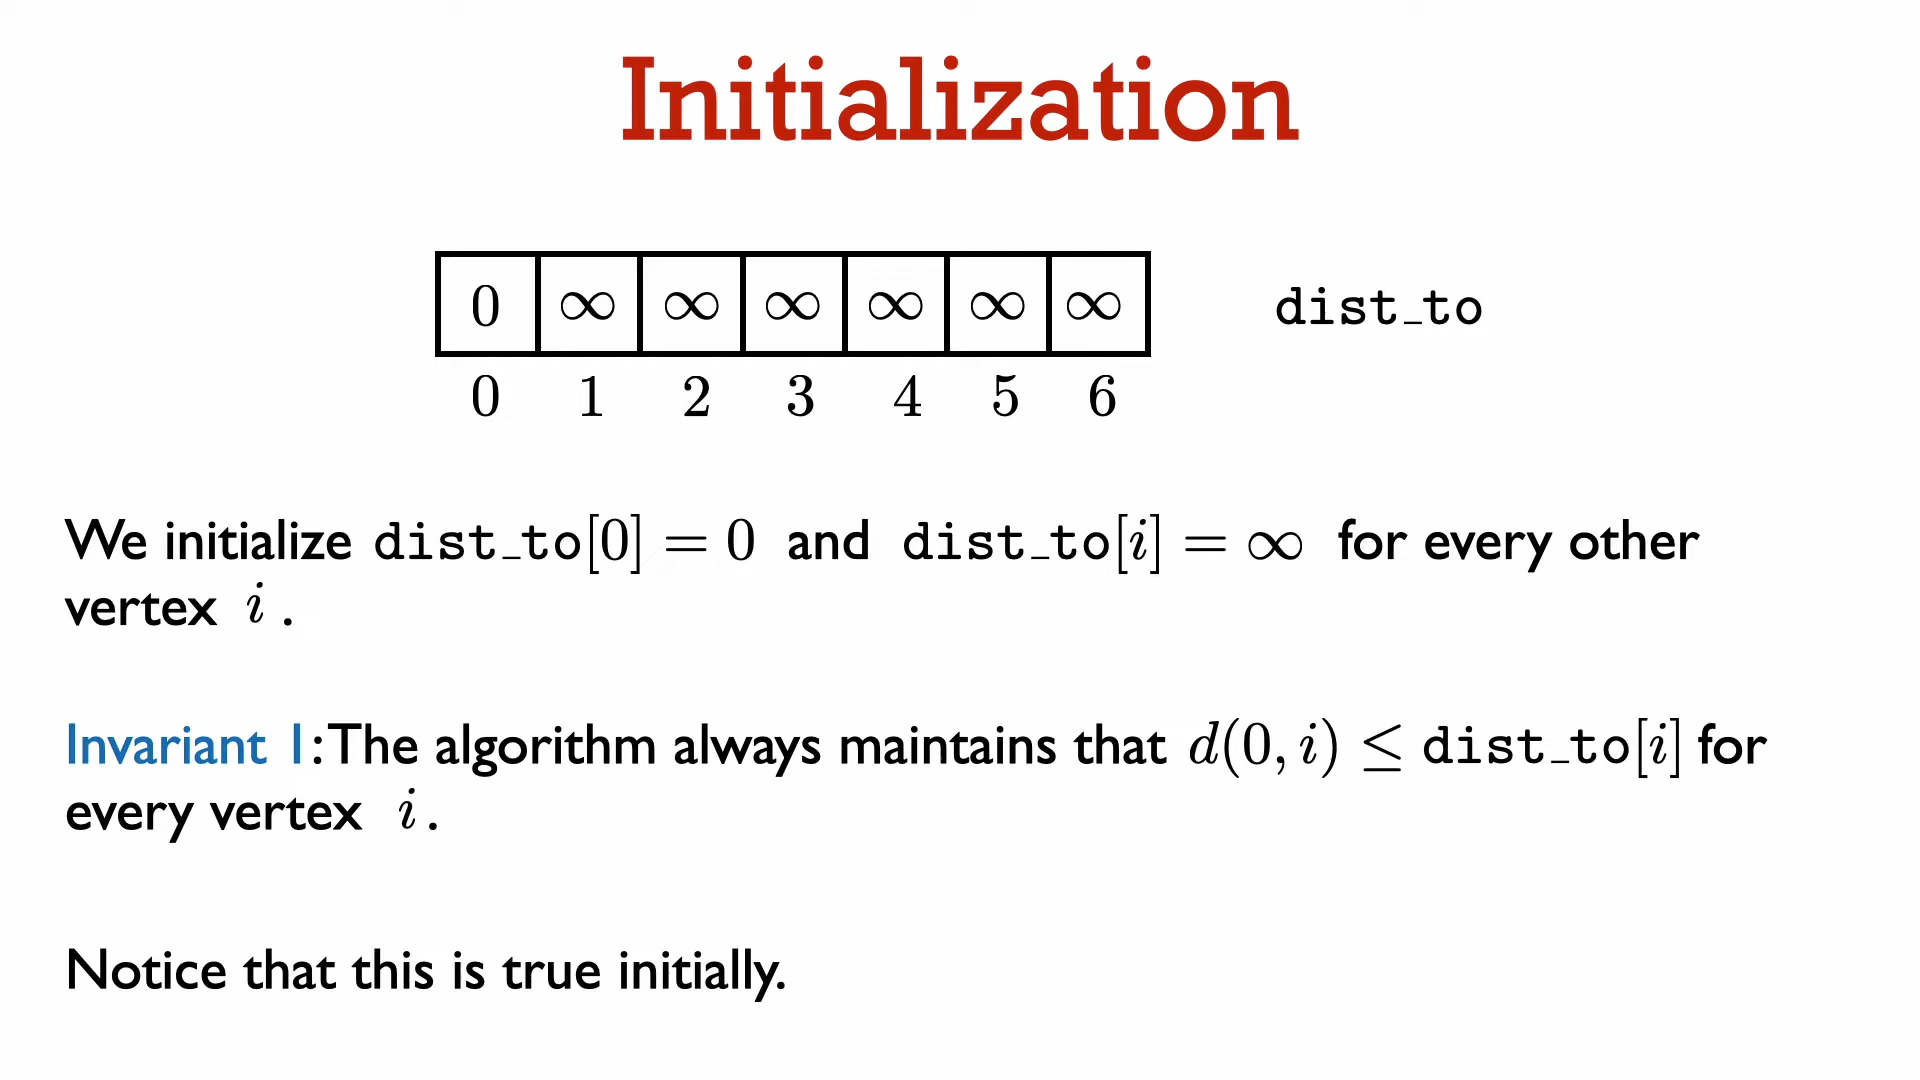 Initialization
0 ∞ ∞ ∞ ∞ ∞ ∞ dist_to
0 1 2 3 4 5 6
We initialize dist_to[0] = 0 and dist_to[i] = ∞ for every other
vertex i.
Invariant 1: The algorithm always maintains that d(0, i) ≤ dist_to[i] for
every vertex i.
Notice that this is true initially.